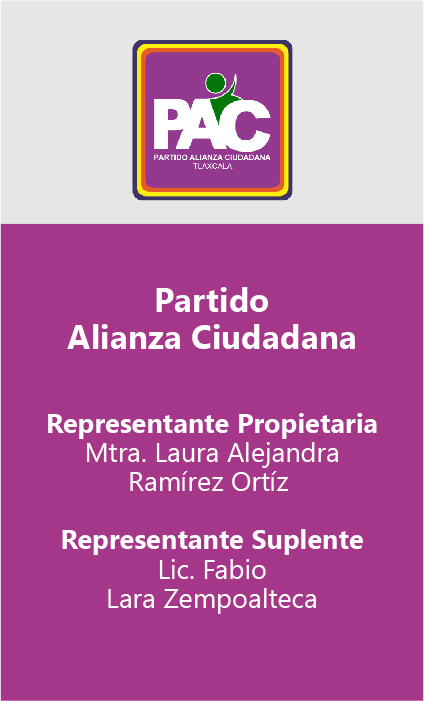 PAC
PARTIDO ALIANZA CIUDADANA
TLAXCALA
Partido
Alianza Ciudadana
Representante Propietaria
Mtra. Laura Alejandra
Ramírez Ortíz
Representante Suplente
Lic. Fabio
Lara Zempoalteca